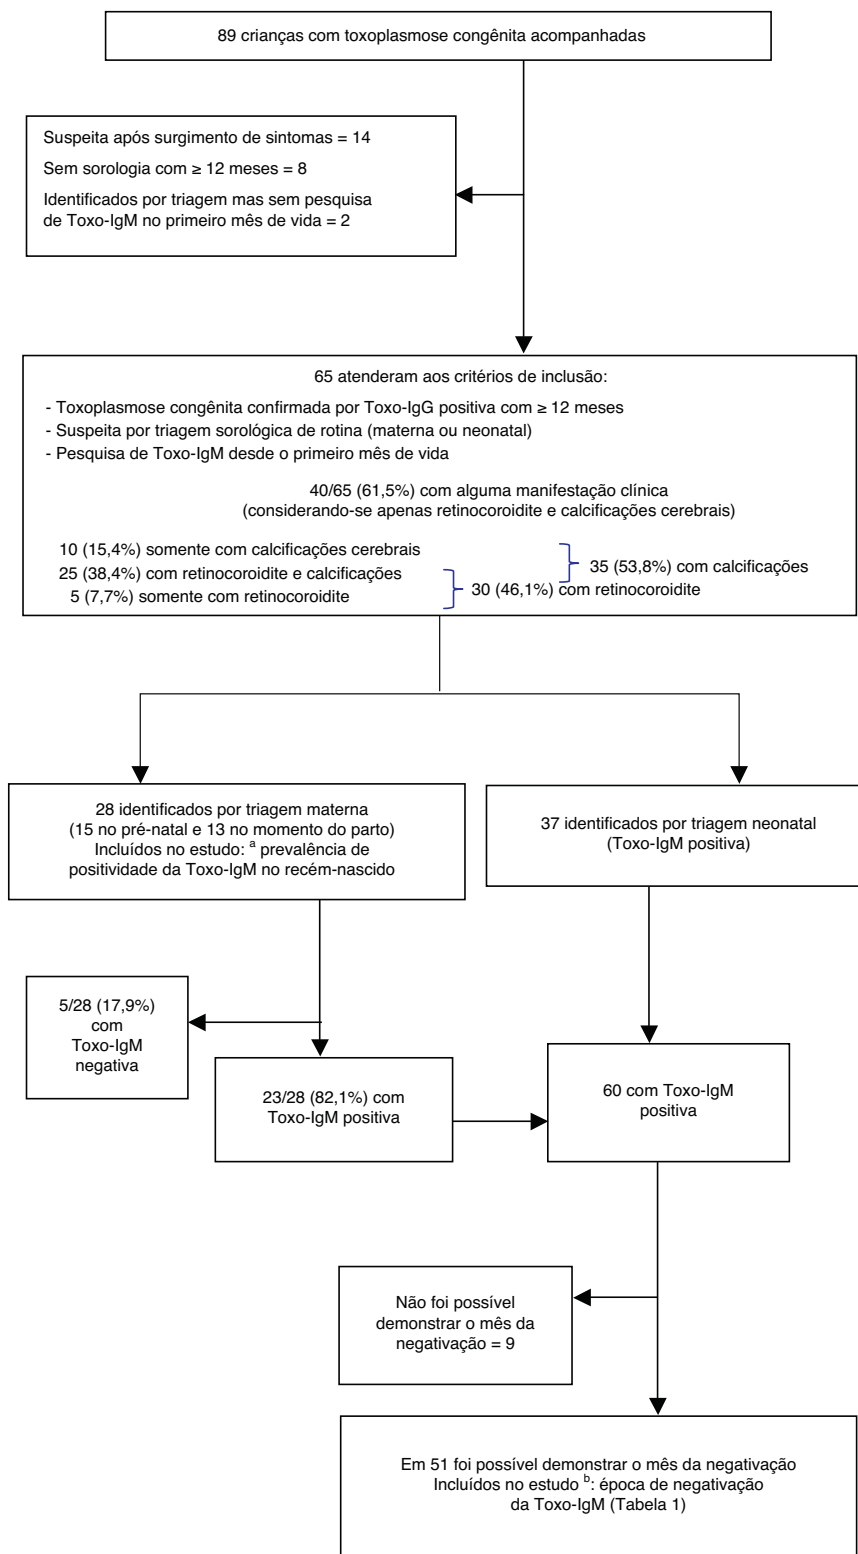 89 crianças com toxoplasmose congênita acompanhadas
Suspeita após surgimento de sintomas = 14
Sem sorologia com ≥ 12 meses = 8
Identificados por triagem mas sem pesquisa
de Toxo-IgM no primeiro mês de vida = 2
65 atenderam aos critérios de inclusão:
- Toxoplasmose congênita confirmada por Toxo-IgG positiva com ≥ 12 meses
- Suspeita por triagem sorológica de rotina (materna ou neonatal)
- Pesquisa de Toxo-IgM desde o primeiro mês de vida
40/65 (61,5%) com alguma manifestação clínica
(considerando-se apenas retinocoroidite e calcificações cerebrais)
10 (15,4%) somente com calcificações cerebrais
25 (38,4%) com retinocoroidite e calcificações
5 (7,7%) somente com retinocoroidite
35 (53,8%) com calcificações
30 (46,1%) com retinocoroidite
28 identificados por triagem materna
(15 no pré-natal e 13 no momento do parto)
Incluídos no estudo: a prevalência de
positividade da Toxo-IgM no recém-nascido
37 identificados por triagem neonatal
(Toxo-IgM positiva)
5/28 (17,9%)
com
Toxo-IgM
negativa
23/28 (82,1%) com
Toxo-IgM positiva
60 com Toxo-IgM
positiva
Não foi possível
demonstrar o mês da
negativação = 9
Em 51 foi possível demonstrar o mês da negativação
Incluídos no estudo b: época de negativação
da Toxo-IgM (Tabela 1)